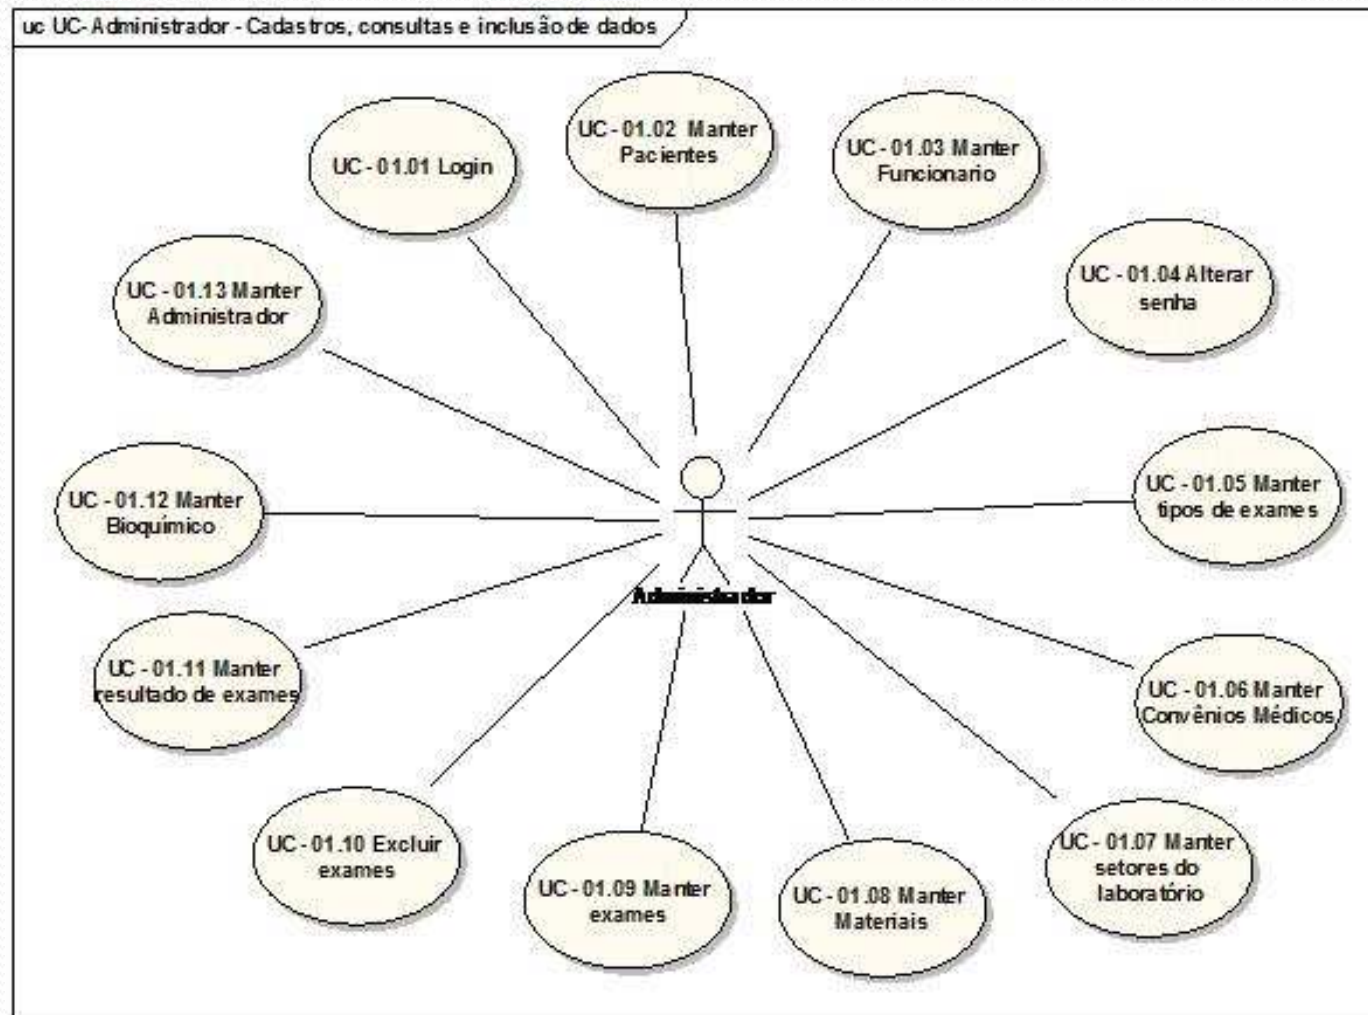 uc UC- Administrador - Cadastros, consultas e inclusão de dados
UC - 01.01 Login
UC - 01.02 Manter
Pacientes
UC - 01.03 Manter
Funcionario
UC - 01.04 Alterar
senha
UC - 01.05 Manter
tipos de exames
UC - 01.06 Manter
Convênios Médicos
UC - 01.07 Manter
setores do
laboratório
UC - 01.08 Manter
Materiais
UC - 01.09 Manter
exames
UC - 01.10 Excluir
exames
UC - 01.11 Manter
resultado de exames
UC - 01.12 Manter
Bioquímico
UC - 01.13 Manter
Administrador
Administrador